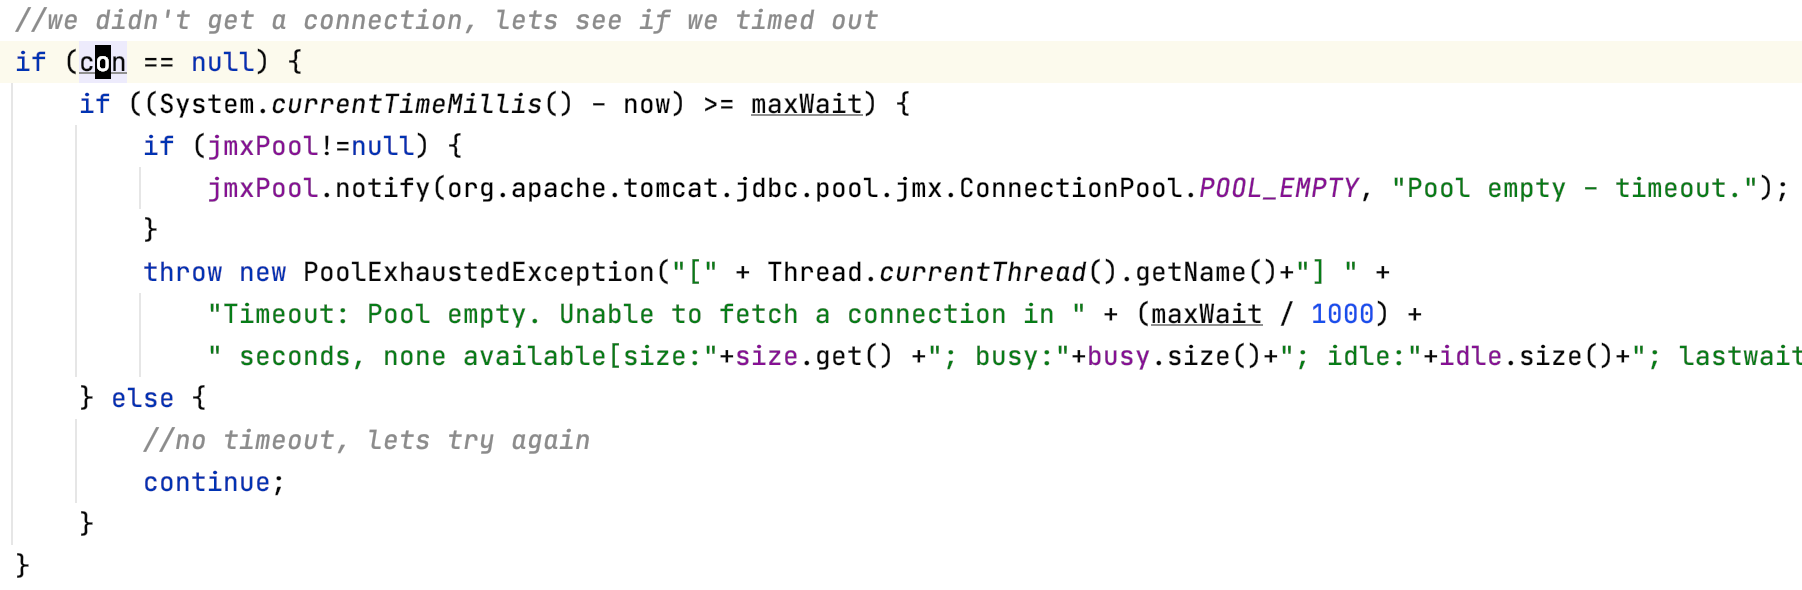 //we didn't get a connection, lets see if we timed out
if (con == null) {
if ((System.currentTimeMillis() - now) >= maxWait) {
if (jmxPool!=null) {
jmxPool.notify(org.apache.tomcat.jdbc.pool.jmx.ConnectionPool.POOL_EMPTY, "Pool empty - timeout.");
}
throw new PoolExhaustedException("[" + Thread.currentThread().getName()+"] " +
"Timeout: Pool empty. Unable to fetch a connection in " + (maxWait / 1000) +
" seconds, none available[size:"+size.get() +"; busy:"+busy.size()+"; idle:"+idle.size()+"; lastwait
} else {
//no timeout, lets try again
continue;
}
}